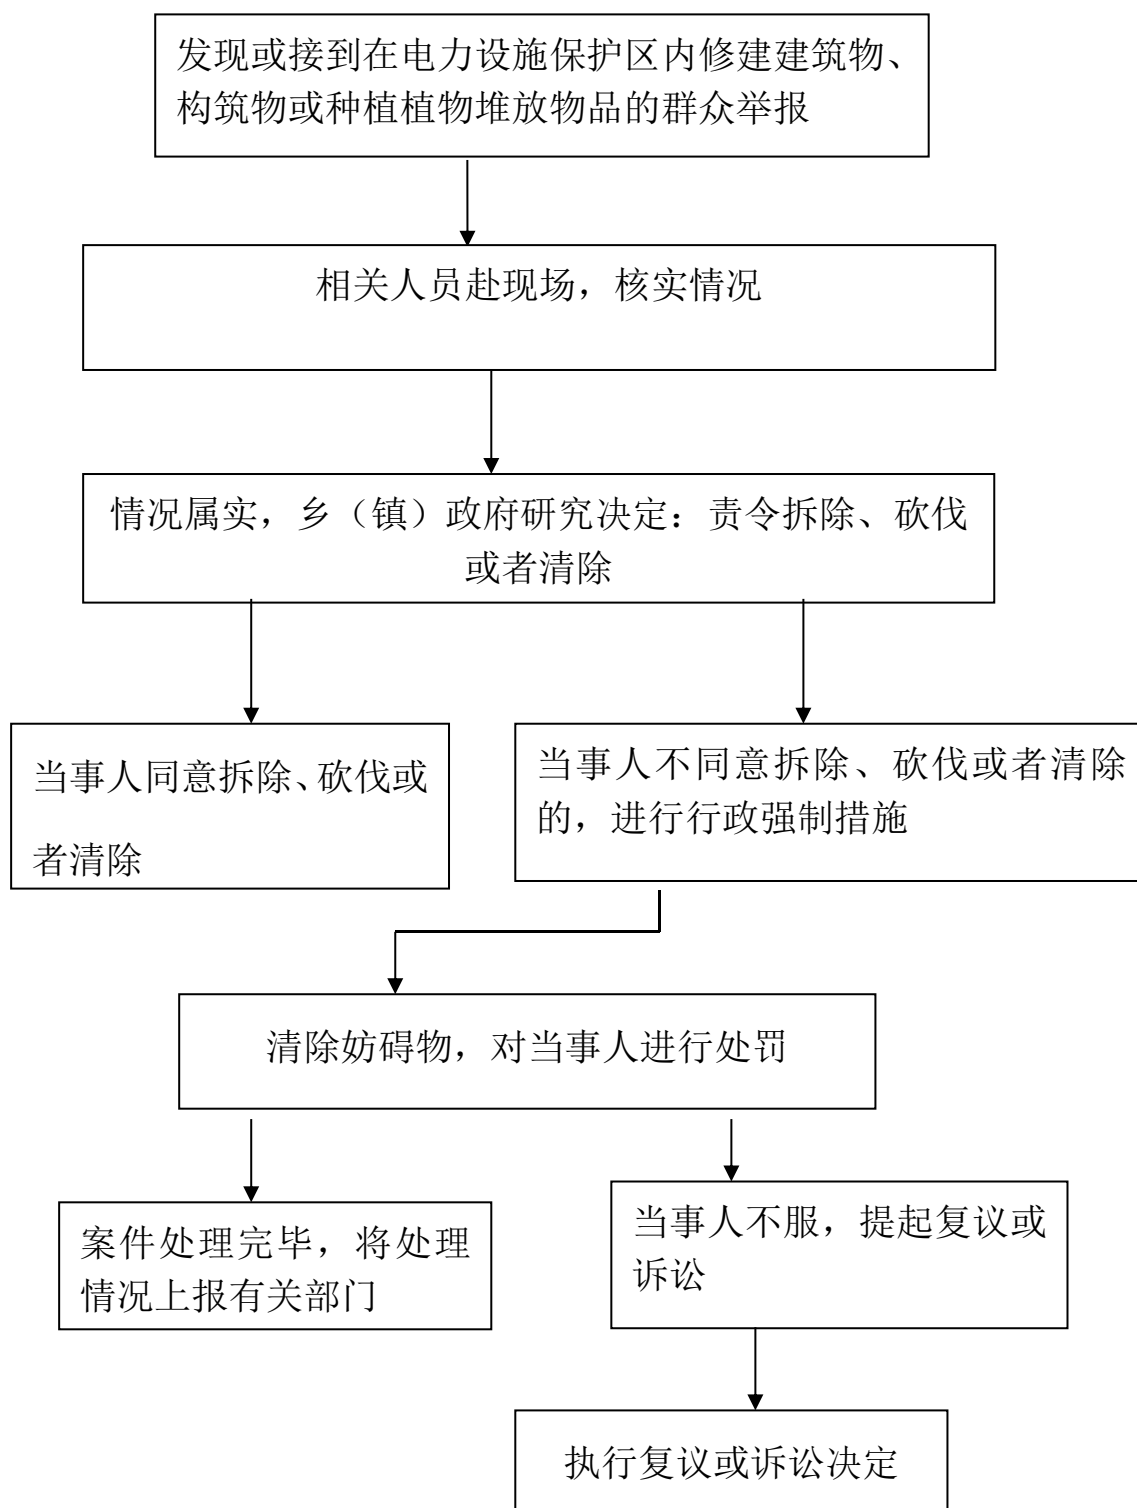 发现或接到在电力设施保护区内修建建筑物、
构筑物或种植植物堆放物品的群众举报
相关人员赴现场，核实情况
情况属实，乡（镇）政府研究决定：责令拆除、砍伐
或者清除
当事人同意拆除、砍伐或
者清除
当事人不同意拆除、砍伐或者清除
的，进行行政强制措施
清除妨碍物，对当事人进行处罚
案件处理完毕，将处理
情况上报有关部门
当事人不服，提起复议或
诉讼
执行复议或诉讼决定